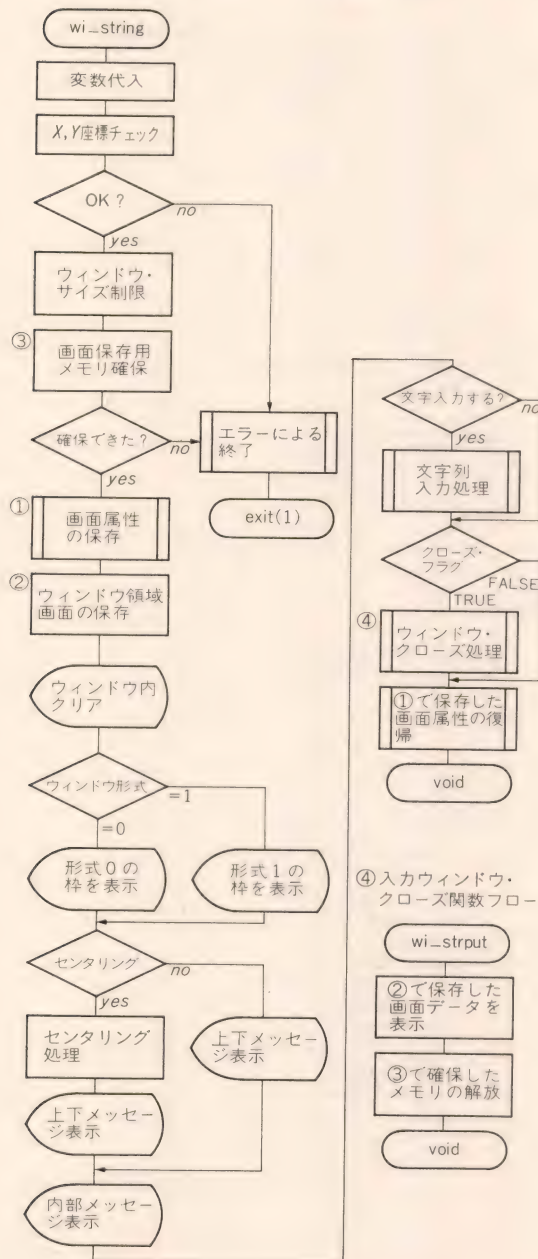 wi_string
変数代入
X, Y座標チェック
OK ?
no
yes
ウィンドウ・
サイズ制限
③
画面保存用
メモリ確保
確保できた?
no
yes
エラーによる
終了
exit(1)
①
画面属性
の保存
②
ウィンドウ領域
画面の保存
ウィンドウ内
クリア
ウィンドウ形式
=1
=0
形式0の
枠を表示
形式1の
枠を表示
センタリング
no
yes
センタリング
処理
上下メッセー
ジ表示
上下メッセー
ジ表示
内部メッセー
ジ表示
文字入力する?
no
yes
文字列
入力処理
クローズ・
フラグ
FALSE
TRUE
④
ウィンドウ・
クローズ処理
①で保存した
画面属性の復
帰
void
④入力ウィンドウ・
クローズ関数フロー
wi_strput
②で保存した
画面データを
表示
③で確保した
メモリの解放
void